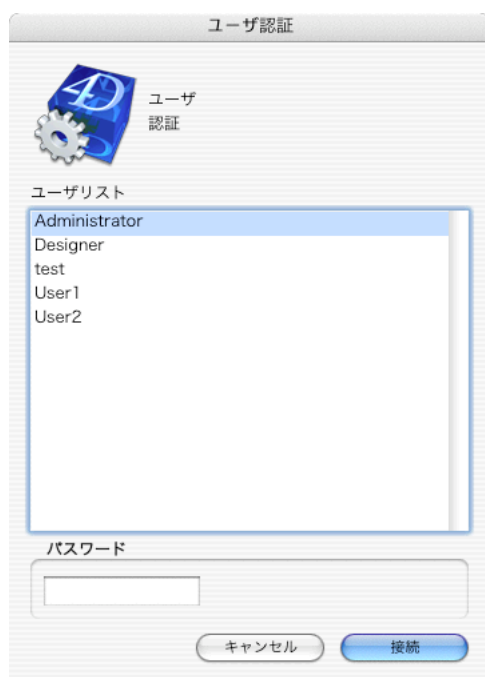 ユーザ認証
4D
ユーザ
認証
ユーザリスト
Administrator
Designer
test
User1
User2
パスワード
キャンセル
接続